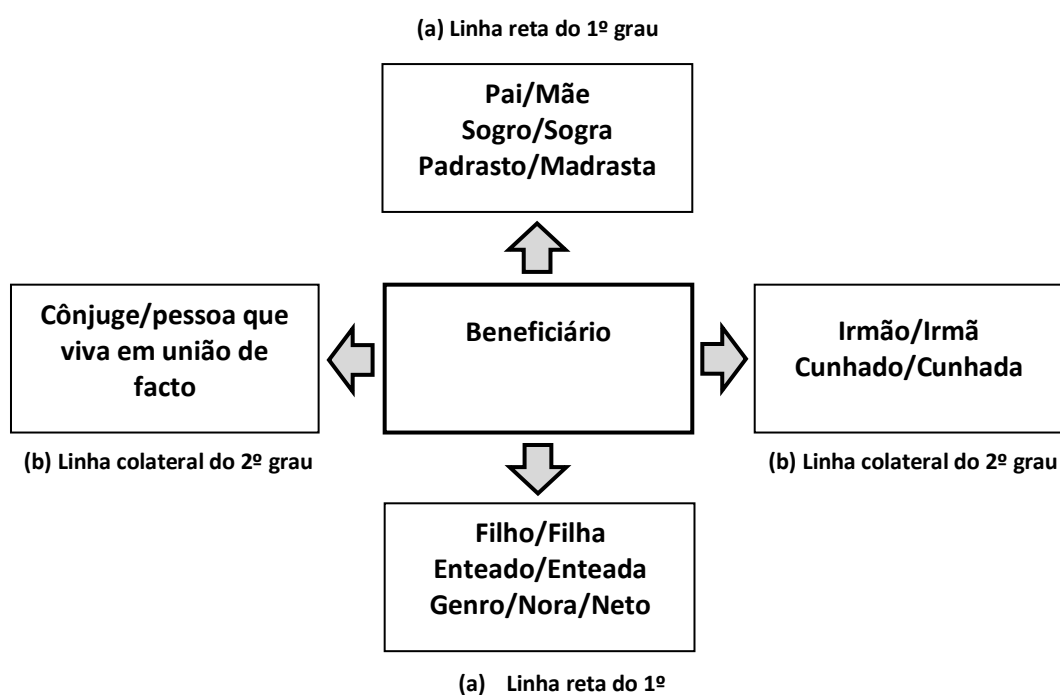 (a) Linha reta do 1º grau
Pai/Mãe
Sogro/Sogra
Padrasto/Madrasta
Cônjuge/pessoa que
viva em união de
facto
(b) Linha colateral do 2º grau
Beneficiário
Irmão/Irmã
Cunhado/Cunhada
(b) Linha colateral do 2º grau
Filho/Filha
Enteado/Enteada
Genro/Nora/Neto
(a) Linha reta do 1º